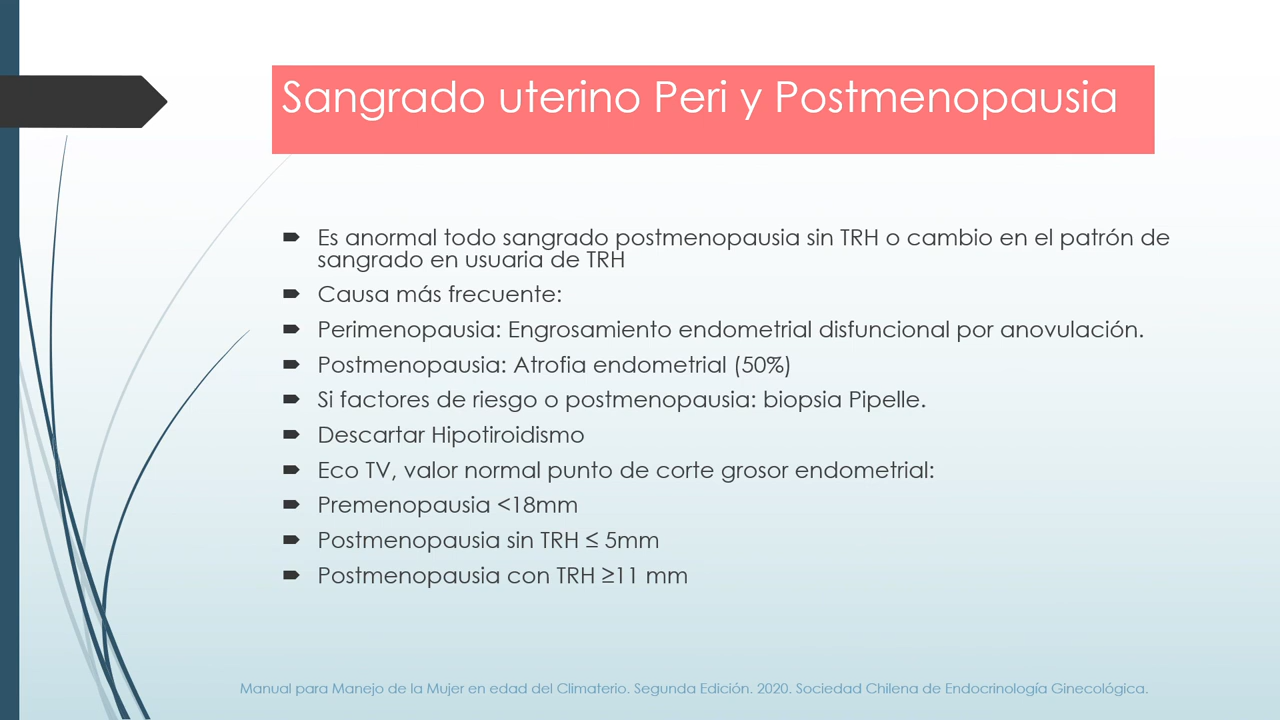 Sangrado uterino Peri y Postmenopausia
Es anormal todo sangrado postmenopausia sin TRH o cambio en el patrón de
sangrado en usuaria de TRH
Causa más frecuente:
Perimenopausia: Engrosamiento endometrial disfuncional por anovulación.
Postmenopausia: Atrofia endometrial (50%)
Si factores de riesgo o postmenopausia: biopsia Pipelle.
Descartar Hipotiroidismo
Eco TV, valor normal punto de corte grosor endometrial:
Premenopausia <18mm
Postmenopausia sin TRH ≤ 5mm
Postmenopausia con TRH ≥11 mm
Manual para Manejo de la Mujer en edad del Climaterio. Segunda Edición. 2020. Sociedad Chilena de Endocrinología Ginecológica.